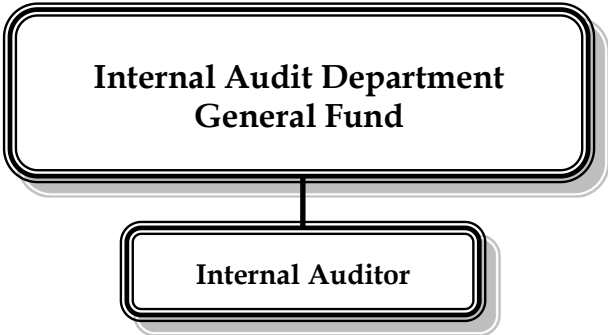 Internal Audit Department
General Fund
Internal Auditor